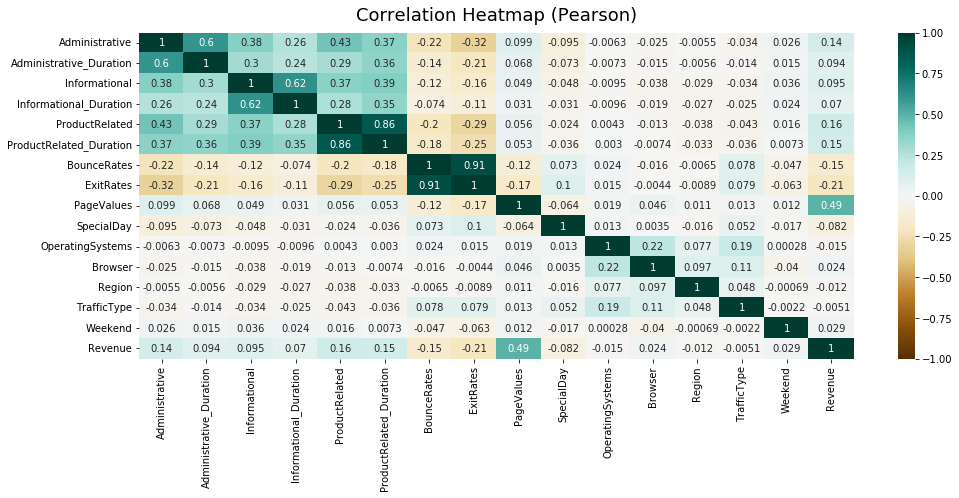 Correlation Heatmap (Pearson)
Administrative 1 0.6 0.38 0.26 0.43 0.37 -0.22 -0.32 0.099 -0.095 -0.0063 -0.025 -0.0055 -0.034 0.026 0.14
Administrative_Duration 0.6 1 0.3 0.24 0.29 0.36 -0.14 -0.21 0.068 -0.073 -0.0073 -0.015 -0.0056 -0.014 0.015 0.094
Informational 0.38 0.3 1 0.62 0.37 0.39 -0.12 -0.16 0.049 -0.048 -0.0095 -0.038 -0.029 -0.034 0.036 0.095
Informational_Duration 0.26 0.24 0.62 1 0.28 0.35 -0.074 -0.11 0.031 -0.031 -0.0096 -0.019 -0.027 -0.025 0.024 0.07
ProductRelated 0.43 0.29 0.37 0.28 1 0.86 -0.2 -0.29 0.056 -0.024 0.0043 -0.013 -0.038 -0.043 0.016 0.16
ProductRelated_Duration 0.37 0.36 0.39 0.35 0.86 1 -0.18 -0.25 0.053 -0.036 0.003 -0.0074 -0.033 -0.036 0.0073 0.15
BounceRates -0.22 -0.14 -0.12 -0.074 -0.2 -0.18 1 0.91 -0.12 0.073 0.024 -0.016 -0.0065 0.078 -0.047 -0.15
ExitRates -0.32 -0.21 -0.16 -0.11 -0.29 -0.25 0.91 1 -0.17 0.1 0.015 -0.0044 -0.0089 0.079 -0.063 -0.21
PageValues 0.099 0.068 0.049 0.031 0.056 0.053 -0.12 -0.17 1 -0.064 0.019 0.046 0.011 0.013 0.012 0.49
SpecialDay -0.095 -0.073 -0.048 -0.031 -0.024 -0.036 0.073 0.1 -0.064 1 0.013 0.0035 -0.016 0.052 -0.017 -0.082
OperatingSystems -0.0063 -0.0073 -0.0095 -0.0096 0.0043 0.003 0.024 0.015 0.019 0.013 1 0.22 0.077 0.19 0.00028 -0.015
Browser -0.025 -0.015 -0.038 -0.019 -0.013 -0.0074 -0.016 -0.0044 0.046 0.0035 0.22 1 0.097 0.11 -0.04 0.024
Region -0.0055 -0.0056 -0.029 -0.027 -0.038 -0.033 -0.0065 -0.0089 0.011 -0.016 0.077 0.097 1 0.048 -0.00069 -0.012
TrafficType -0.034 -0.014 -0.034 -0.025 -0.043 -0.036 0.078 0.079 0.013 0.052 0.19 0.11 0.048 1 -0.0022 -0.0051
Weekend 0.026 0.015 0.036 0.024 0.016 0.0073 -0.047 -0.063 0.012 -0.017 0.00028 -0.04 -0.00069 -0.0022 1 0.029
Revenue 0.14 0.094 0.095 0.07 0.16 0.15 -0.15 -0.21 0.49 -0.082 -0.015 0.024 -0.012 -0.0051 0.029 1
Administrative
Administrative_Duration
Informational
Informational_Duration
ProductRelated
ProductRelated_Duration
BounceRates
ExitRates
PageValues
SpecialDay
OperatingSystems
Browser
Region
TrafficType
Weekend
Revenue
1.00
0.75
0.50
0.25
0.00
−0.25
−0.50
−0.75
−1.00